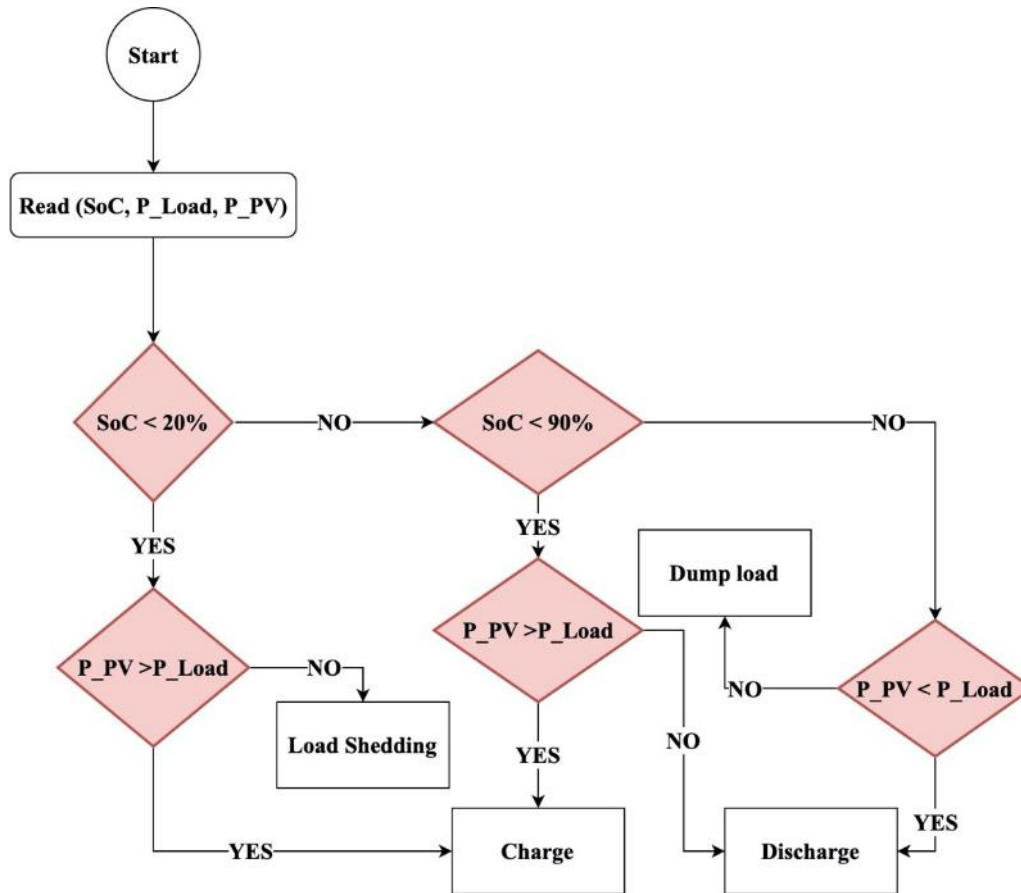 Start
Read (SoC, P_Load, P_PV)
SoC < 20%
NO
SoC < 90%
NO
YES
YES
Dump load
P_PV >P_Load
P_PV >P_Load
NO
NO
P_PV < P_Load
Load Shedding
NO
YES
YES
YES
Charge
Discharge